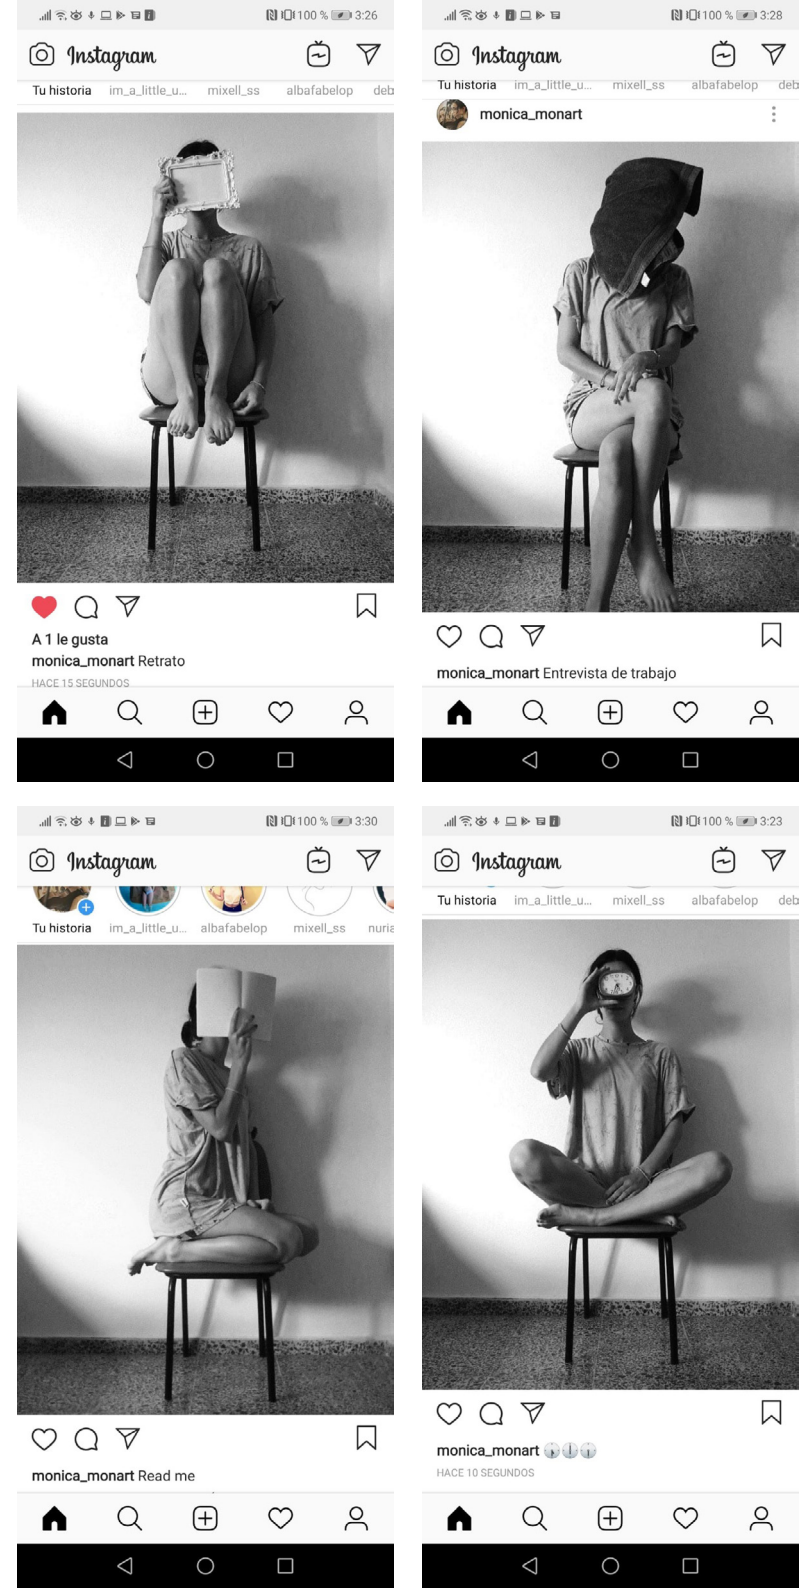 100 % 3:26
Instagram
Tu historia im_a_little_u... mixell_ss albafabelop deb
A 1 le gusta
monica_monart Retrato
HACE 15 SEGUNDOS
100 % 3:28
Instagram
Tu historia im_a_little_u... mixell_ss albafabelop deb
monica_monart
monica_monart Entrevista de trabajo
100 % 3:30
Instagram
Tu historia im_a_little_u... albafabelop mixell_ss nuria
monica_monart Read me
100 % 3:23
Instagram
Tu historia im_a_little_u... mixell_ss albafabelop deb
monica_monart
HACE 10 SEGUNDOS